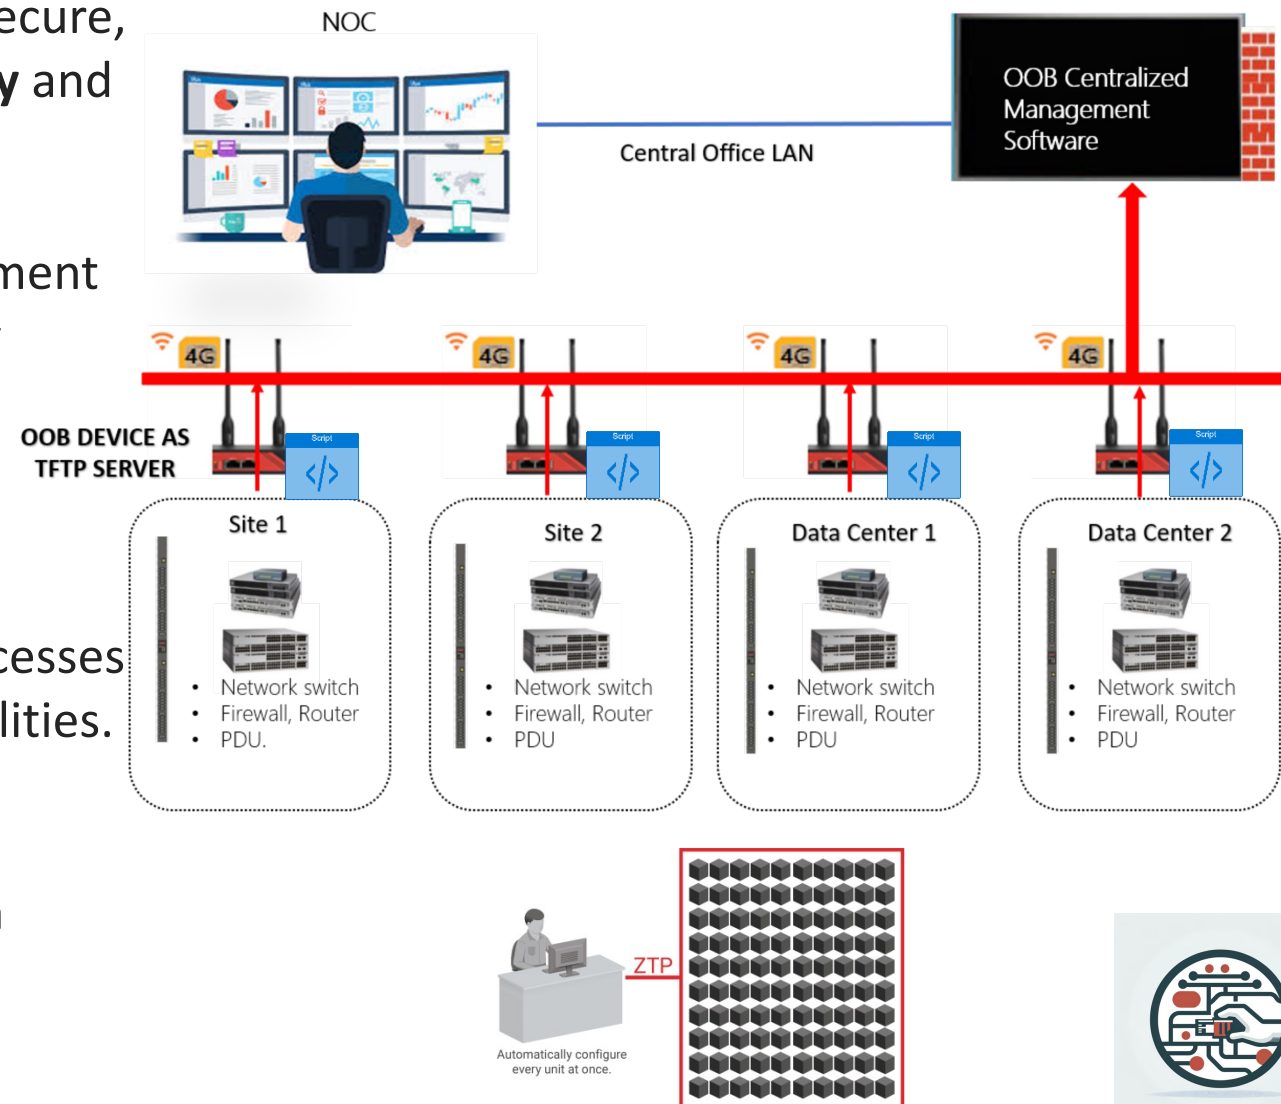 ecure,
y and
ment
cesses
lities.
NOC
Central Office LAN
OOB Centralized
Management
Software
4G
4G
4G
4G
OOB DEVICE AS
TFTP SERVER
Script
</>
Script
</>
Script
</>
Script
</>
Site 1
• Network switch
• Firewall, Router
• PDU.
Site 2
• Network switch
• Firewall, Router
• PDU
Data Center 1
• Network switch
• Firewall, Router
• PDU
Data Center 2
• Network switch
• Firewall, Router
• PDU
ZTP
Automatically configure
every unit at once.